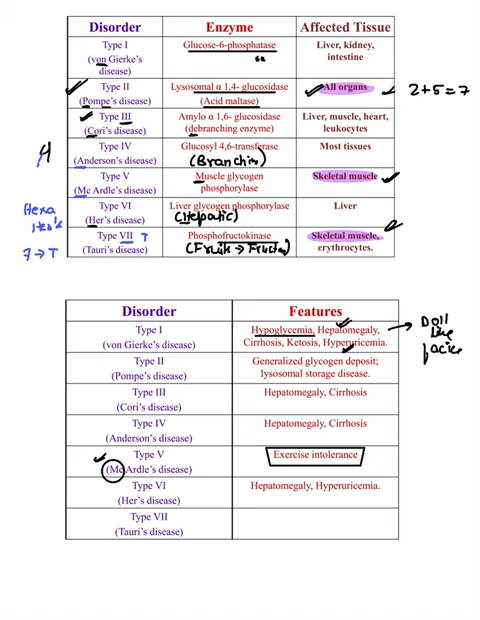 Disorder Enzyme Affected Tissue
Type I Glucose-6-phosphatase Liver, kidney,
(von Gierke's intestine
disease)
Type II Lysosomal α 1,4- glucosidase All organs 2+5=7
(Pompe's disease) (Acid maltase)
Type III Amylo α 1,6- glucosidase Liver, muscle, heart,
(Cori's disease) (debranching enzyme) leukocytes
Type IV Glucosyl 4,6-transferase Most tissues
A (Anderson's disease) (Branching)
Type V Muscle glycogen Skeletal muscle
(Mc Ardle's disease) phosphorylase
Hexa Type VI Liver glycogen phosphorylase Liver
Her's (Her's disease) (Hepatic)
Type VII T Phosphofructokinase Skeletal muscle,
7→T (Tauri's disease) (Fruit → Fructose) erythrocytes.
Disorder Features
Type I Hypoglycemia, Hepatomegaly, Doll
(von Gierke's disease) Cirrhosis, Ketosis, Hyperuricemia. like
Type II Generalized glycogen deposit; facies
(Pompe's disease) lysosomal storage disease.
Type III Hepatomegaly, Cirrhosis
(Cori's disease)
Type IV Hepatomegaly, Cirrhosis
(Anderson's disease)
Type V Exercise intolerance
(Mc Ardle's disease)
Type VI Hepatomegaly, Hyperuricemia.
(Her's disease)
Type VII
(Tauri's disease)